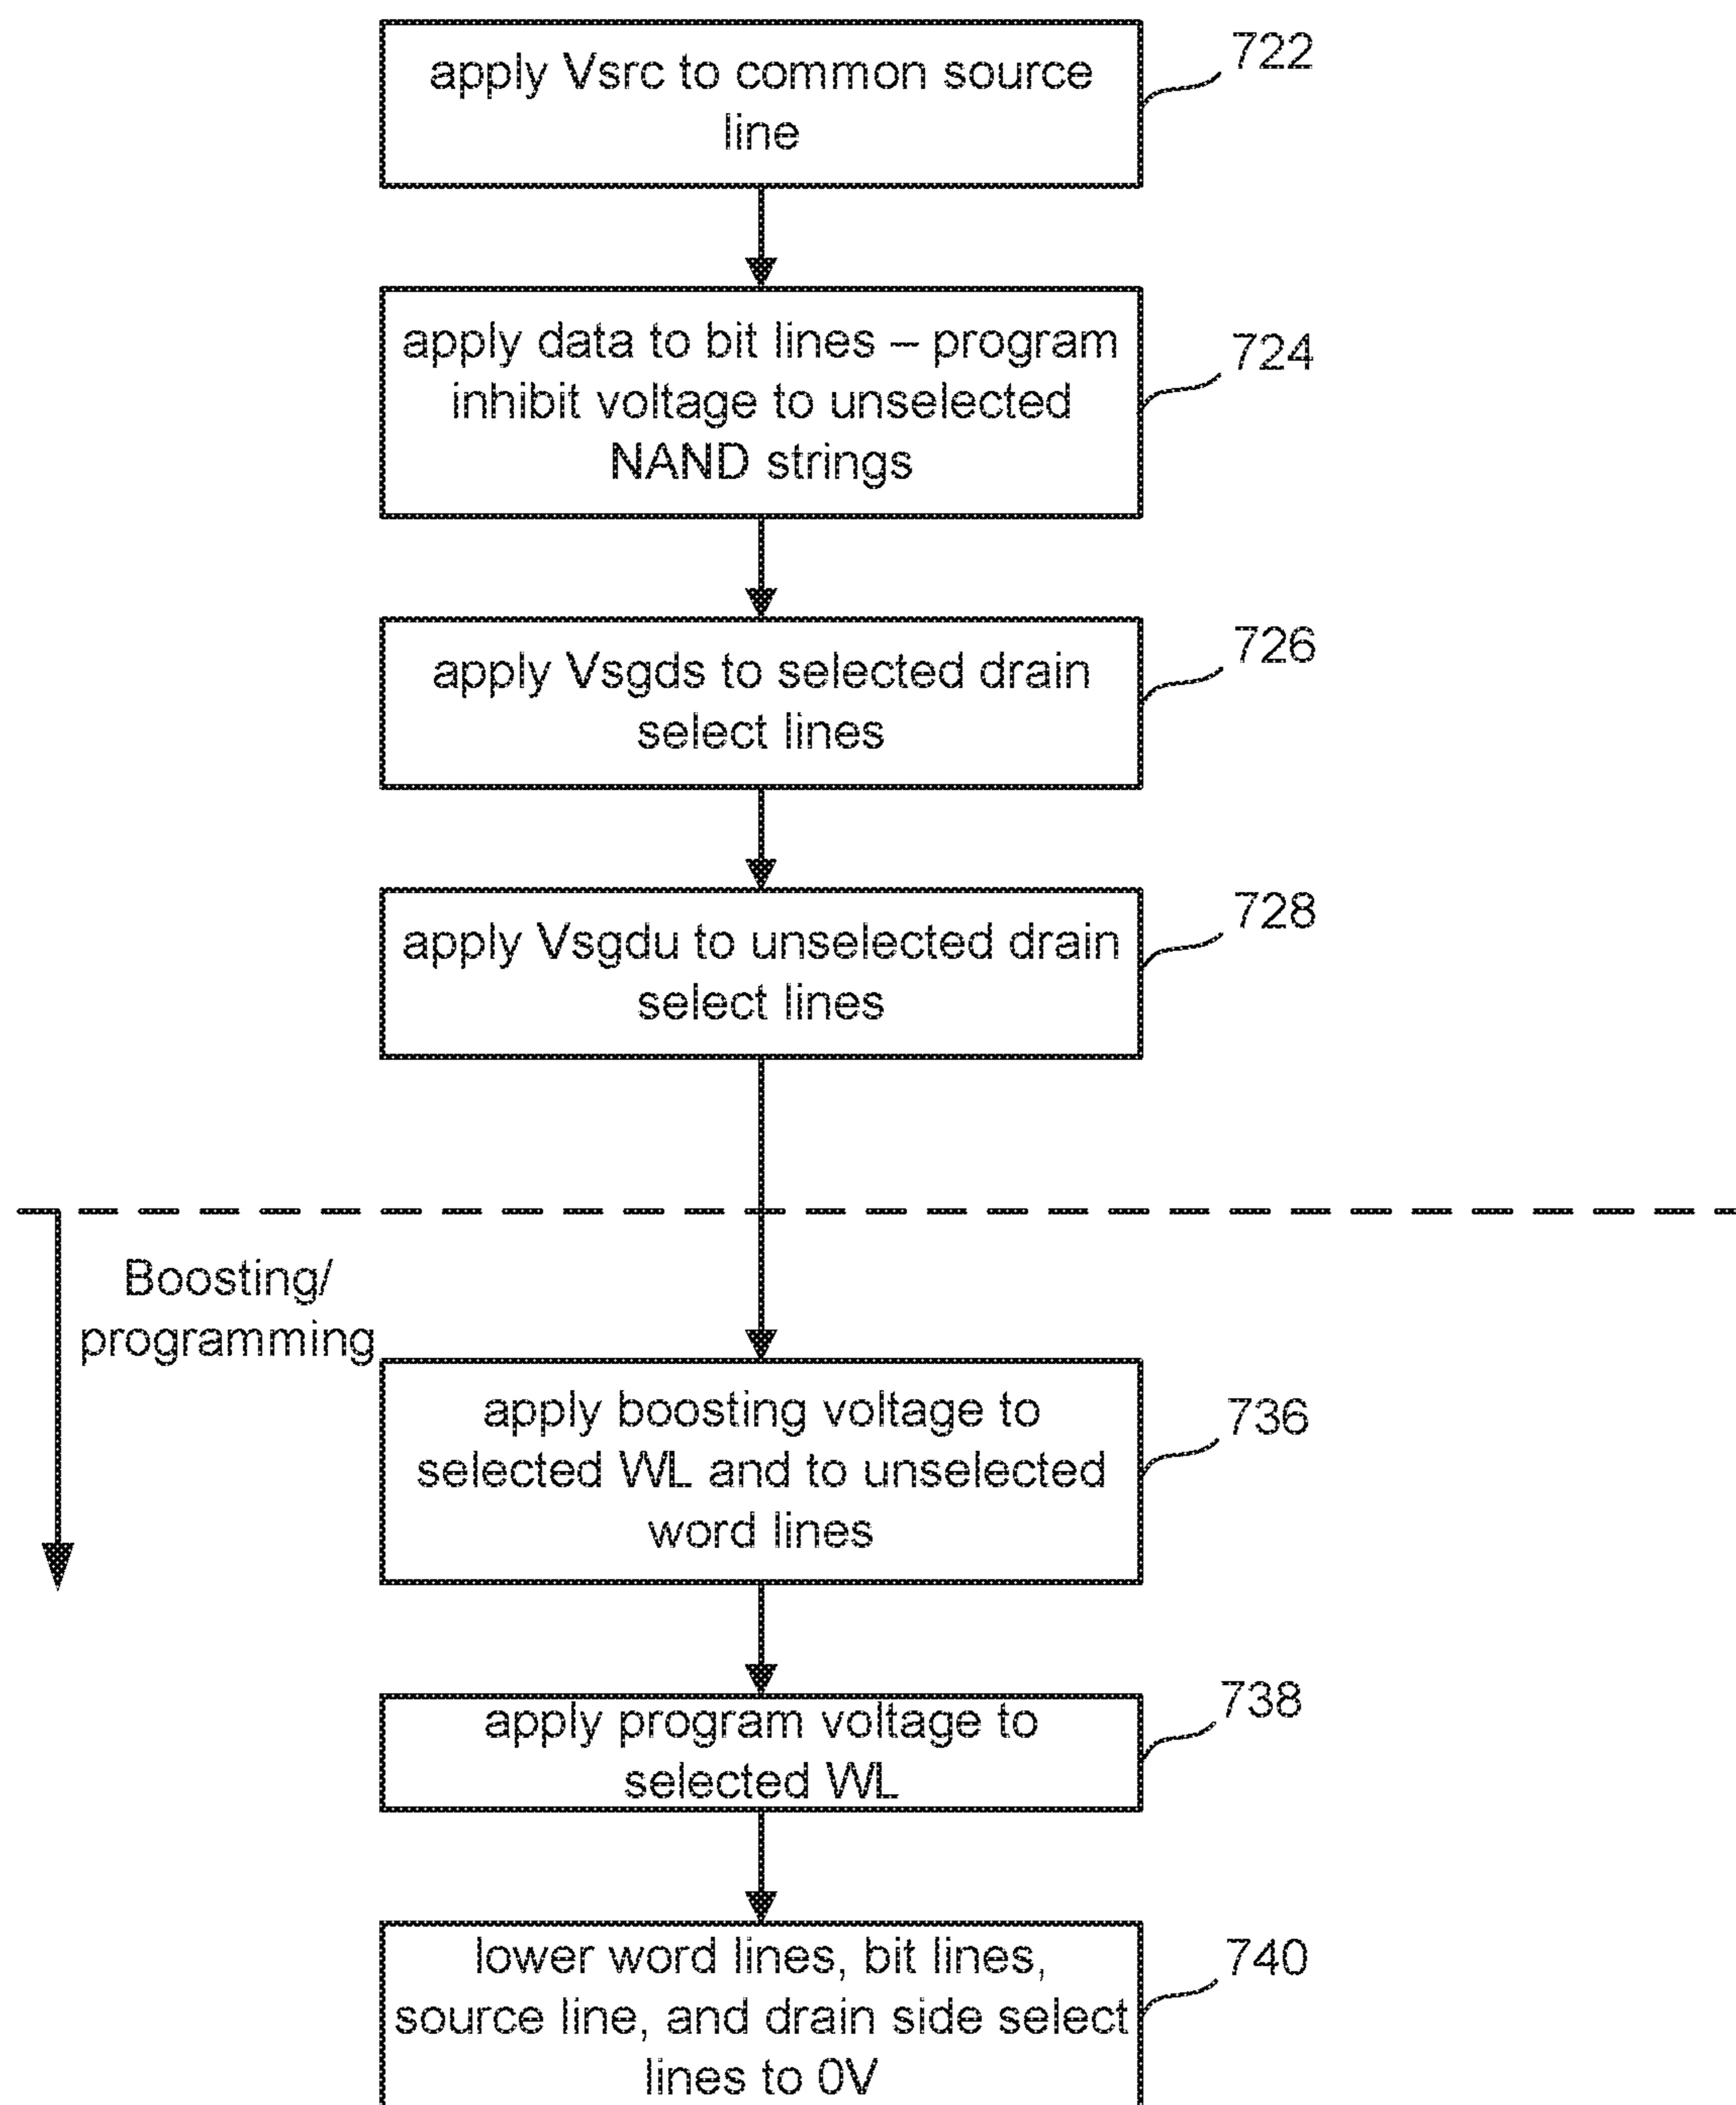 apply Vsrc to common source
line
722
apply data to bit lines – program
inhibit voltage to unselected
NAND strings
724
apply Vsgds to selected drain
select lines
726
apply Vsgdu to unselected drain
select lines
728
Boosting/
programming
apply boosting voltage to
selected WL and to unselected
word lines
736
apply program voltage to
selected WL
738
lower word lines, bit lines,
source line, and drain side select
lines to 0V
740